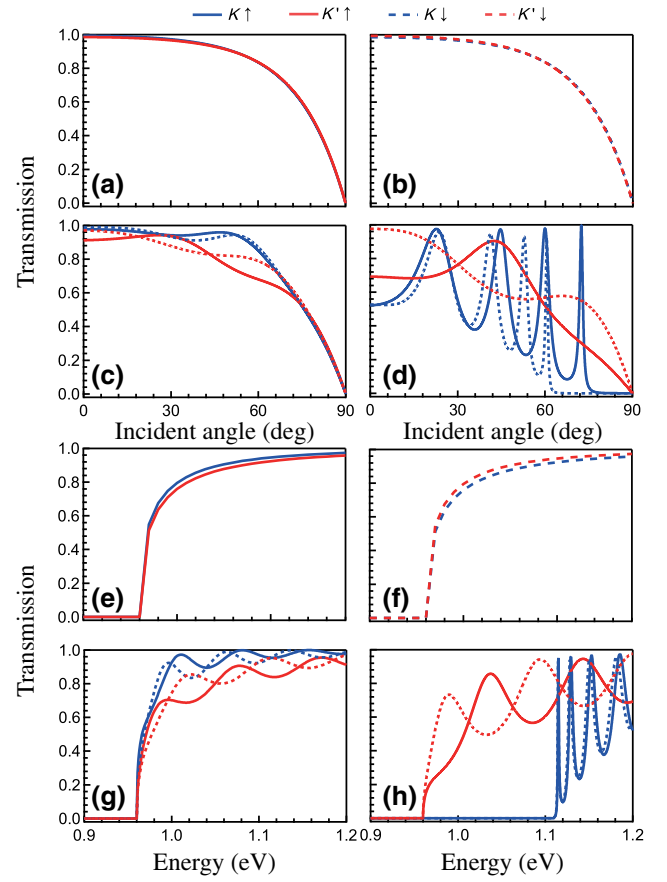 K↑ K'↑ K↓ K'↓
1.0
0.8
0.6
0.4
0.2
0.0
(a) (b)
Transmission
1.0
0.8
0.6
0.4
0.2
0.0
(c) (d)
0 30 60 90 0 30 60 90
Incident angle (deg) Incident angle (deg)
1.0
0.8
0.6
0.4
0.2
0.0
(e) (f)
Transmission
1.0
0.8
0.6
0.4
0.2
0.0
(g) (h)
0.9 1.0 1.1 1.2 0.9 1.0 1.1 1.2
Energy (eV) Energy (eV)